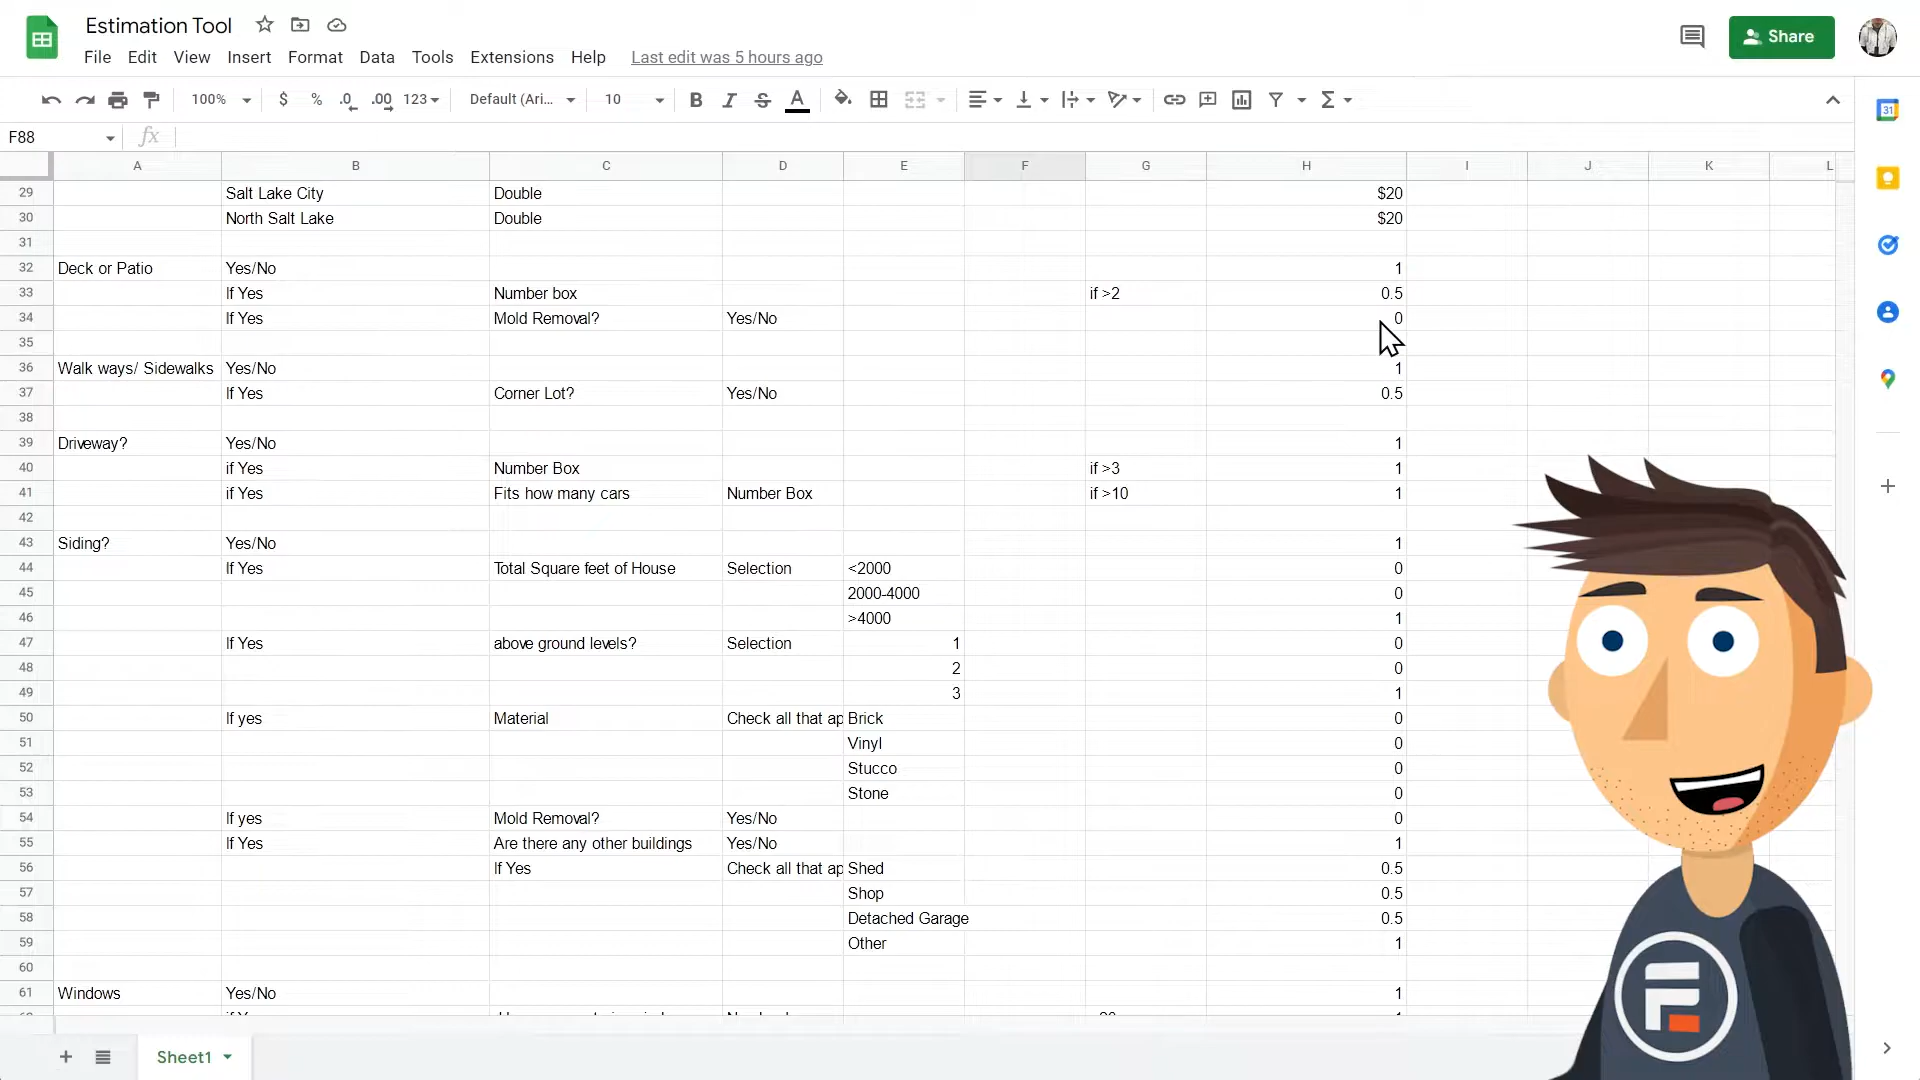 Estimation Tool
File Edit View Insert Format Data Tools Extensions Help Last edit was 5 hours ago
Share
100% $ % .0 .00 123 Default (Ari... 10 B I S A Σ
31
F88 fx
A B C D E F G H I J K L
29 Salt Lake City Double $20
30 North Salt Lake Double $20
31
32 Deck or Patio Yes/No 1
33 If Yes Number box if >2 0.5
34 If Yes Mold Removal? Yes/No 0
35
36 Walk ways/ Sidewalks Yes/No 1
37 If Yes Corner Lot? Yes/No 0.5
38
39 Driveway? Yes/No 1
40 if Yes Number Box if >3 1
41 if Yes Fits how many cars Number Box if >10 1
42
43 Siding? Yes/No 1
44 If Yes Total Square feet of House Selection <2000 0
45 2000-4000 0
46 >4000 1
47 If Yes above ground levels? Selection 1 0
48 2 0
49 3 1
50 If yes Material Check all that ap Brick 0
51 Vinyl 0
52 Stucco 0
53 Stone 0
54 If yes Mold Removal? Yes/No 0
55 If Yes Are there any other buildings Yes/No 1
56 If Yes Check all that ap Shed 0.5
57 Shop 0.5
58 Detached Garage 0.5
59 Other 1
60
61 Windows Yes/No 1
Sheet1